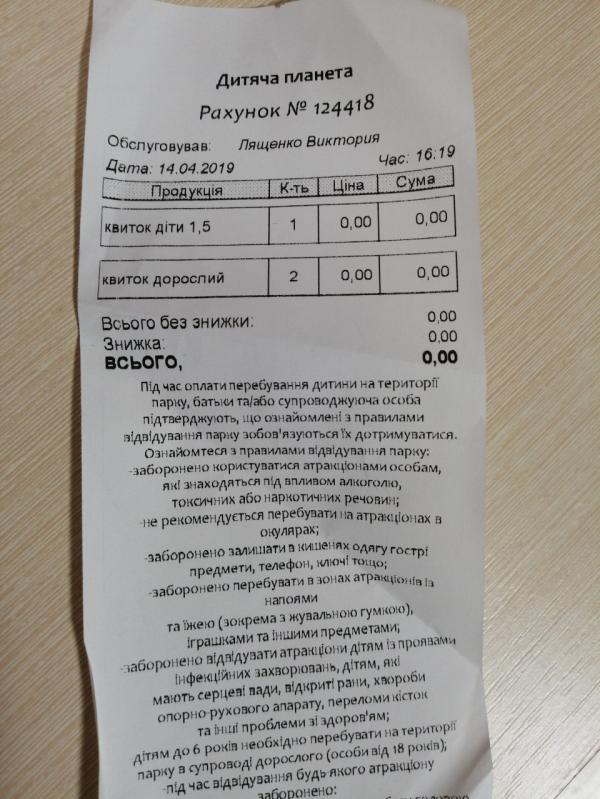 Дитяча планета
Рахунок № 124418
Обслуговував: Лященко Виктория
Дата: 14.04.2019 Час: 16:19
Продукція К-ть Ціна Сума
квиток діти 1,5 1 0,00 0,00
квиток дорослий 2 0,00 0,00
Всього без знижки: 0,00
Знижка: 0,00
ВСЬОГО, 0,00
Під час оплати перебування дитини на території
парку, батьки та/або супроводжуюча особа
підтверджують, що ознайомлені з правилами
відвідування парку зобов'язуються їх дотримуватися.
Ознайомтеся з правилами відвідування парку:
-заборонено користуватися атракціонами особам,
які знаходяться під впливом алкоголю,
токсичних або наркотичних речовин;
-не рекомендується перебувати на атракціонах в
окулярах;
-заборонено залишати в кишенях одягу гострі
предмети, телефон, ключі тощо;
-заборонено перебувати в зонах атракціонів із
напоями
та їжею (зокрема з жувальною гумкою),
іграшками та іншими предметами;
-заборонено відвідувати атракціони дітям із проявами
інфекційних захворювань, дітям, які
мають серцеві вади, відкриті рани, хвороби
опорно-рухового апарату, переломи кісток
та інші проблеми зі здоров'ям;
дітям до 6 років необхідно перебувати на території
парку в супроводі дорослого (особи від 18 років);
-під час відвідування будь якого атракціону
заборонено: